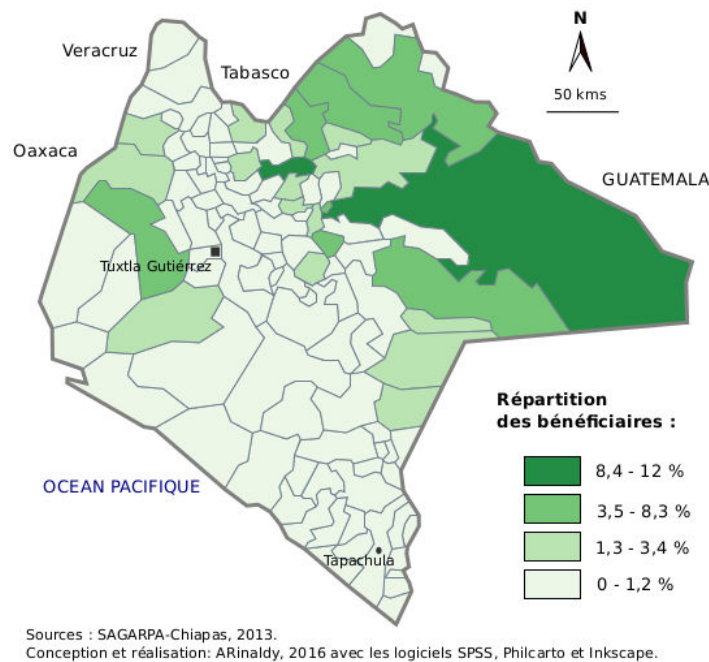 Veracruz
N
Tabasco
50 kms
Oaxaca
GUATEMALA
Tuxtla Gutiérrez
Répartition
des bénéficiaires :
8,4 - 12 %
OCEAN PACIFIQUE
3,5 - 8,3 %
1,3 - 3,4 %
Tapachula
0 - 1,2 %
Sources : SAGARPA-Chiapas, 2013.
Conception et réalisation: ARinaldy, 2016 avec les logiciels SPSS, Philcarto et Inkscape.